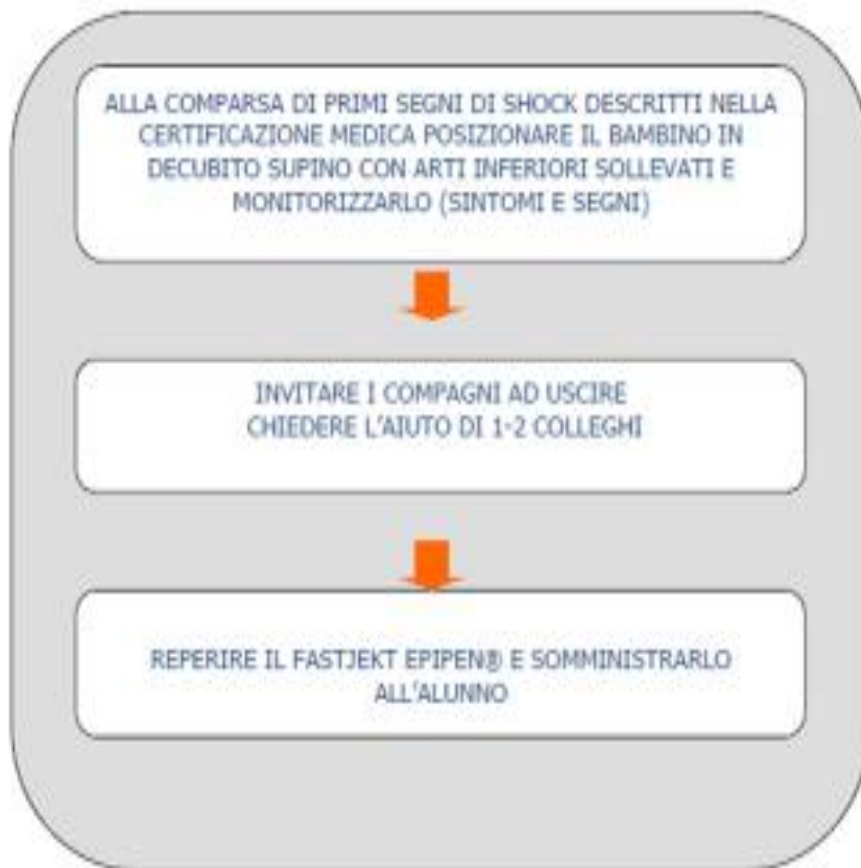 ALLA COMPARSA DI PRIMI SEGNI DI SHOCK DESCRITTI NELLA
CERTIFICAZIONE MEDICA POSIZIONARE IL BAMBINO IN
DECUBITO SUPINO CON ARTI INFERIORI SOLLEVATI E
MONITORIZZARLO (SINTOMI E SEGNI)
INVITARE I COMPAGNI AD USCIRE
CHIEDERE L'AIUTO DI 1-2 COLLEGHI
REPERIRE IL FASTJEKT EPIPEN® E SOMMINISTRARLO
ALL'ALUNNO